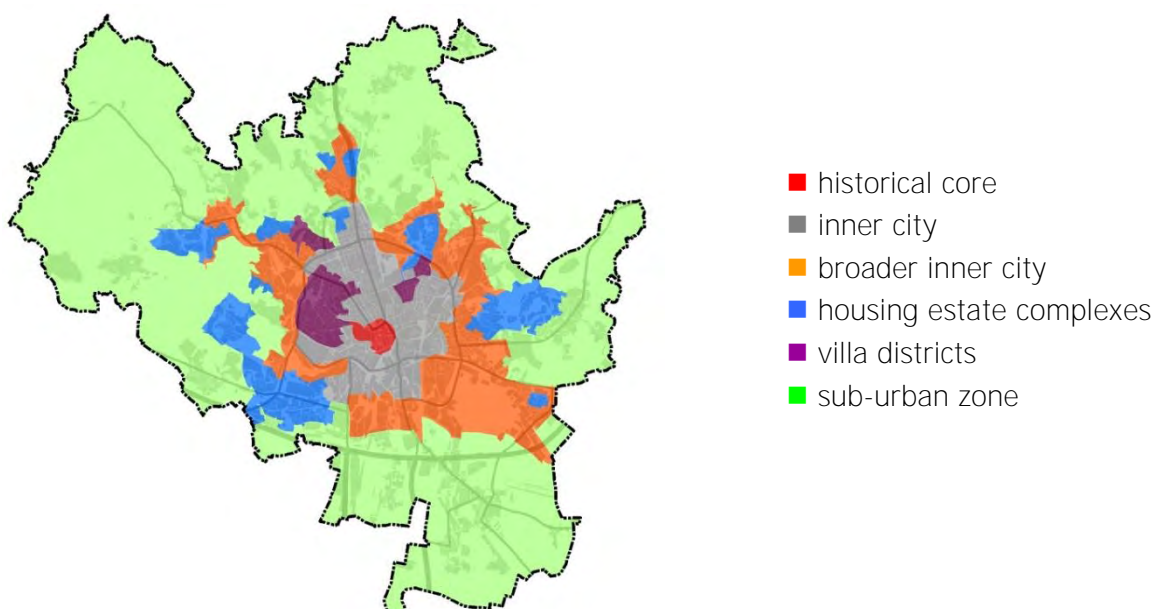 historical core
inner city
broader inner city
housing estate complexes
villa districts
sub-urban zone